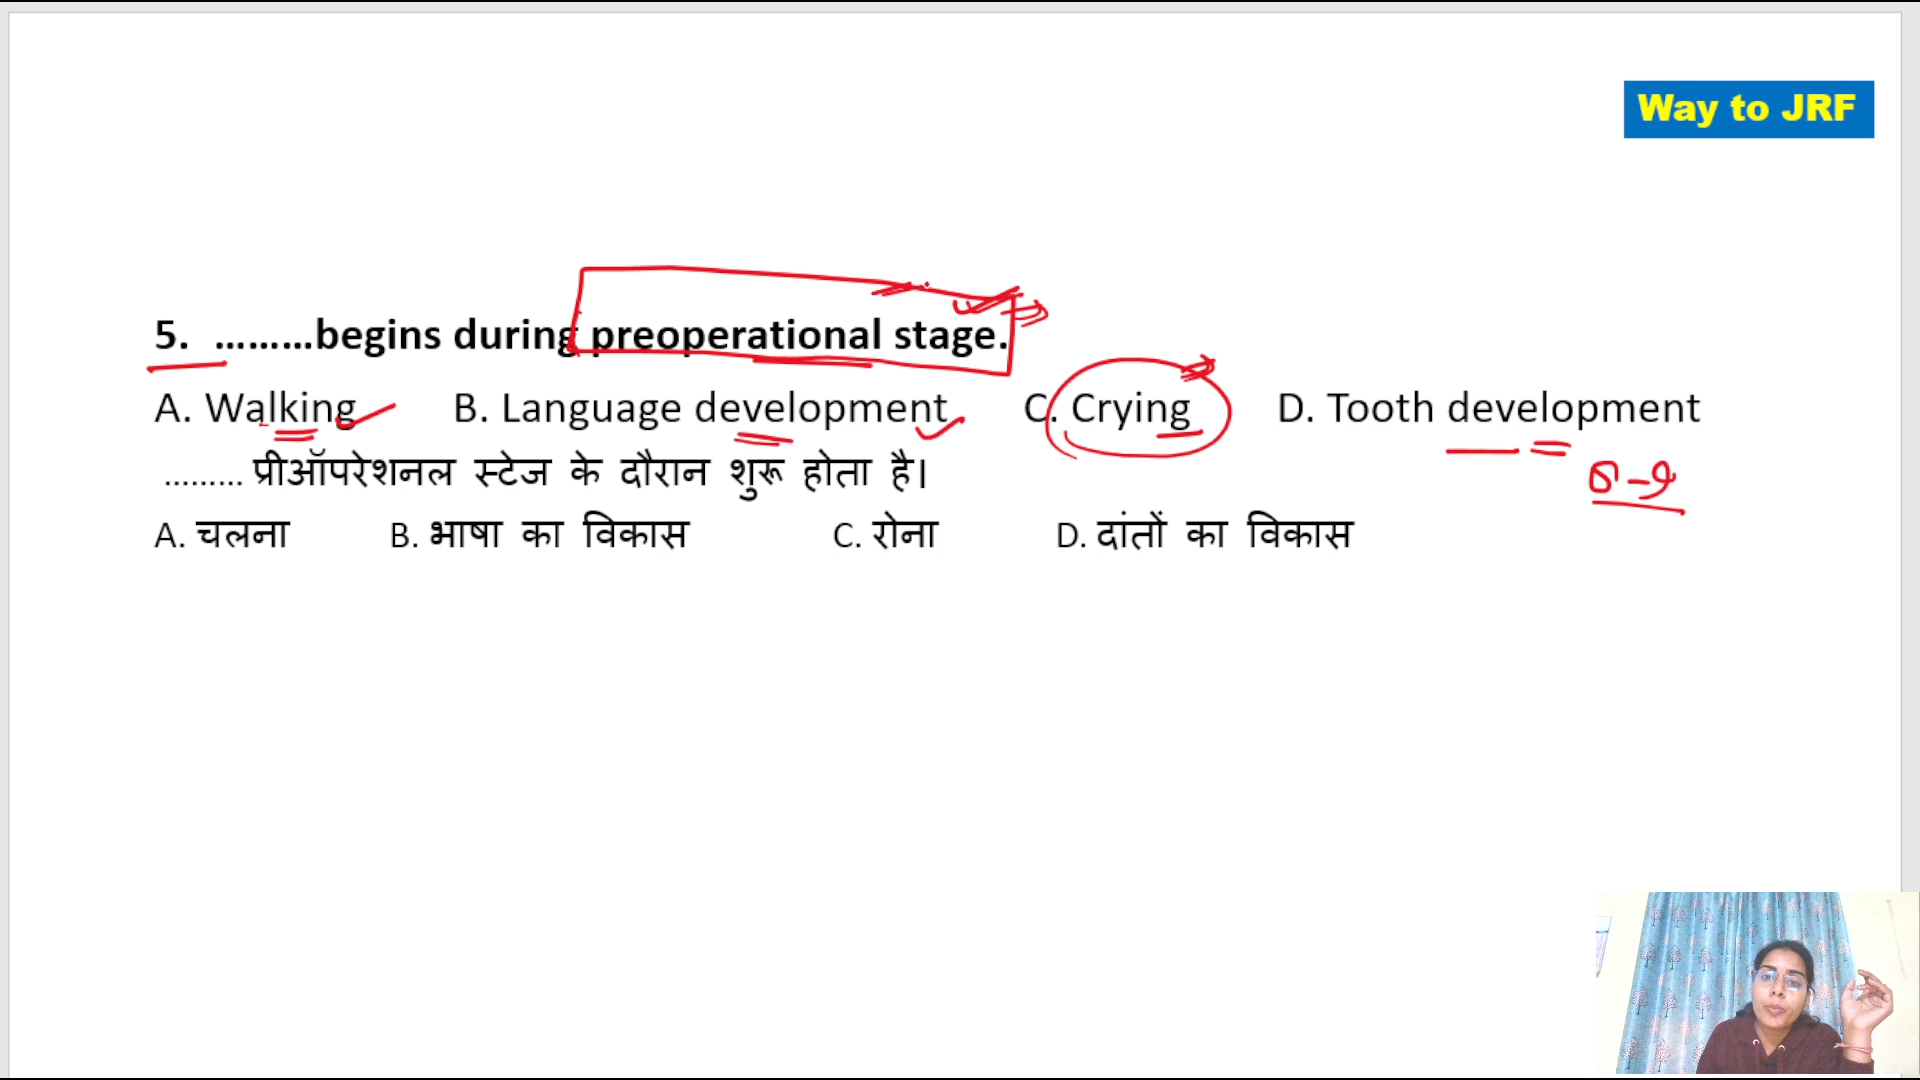 Way to JRF
5. .........begins during preoperational stage.
A. Walking B. Language development C. Crying D. Tooth development
......... प्रीऑपरेशनल स्टेज के दौरान शुरू होता है।
A. चलना B. भाषा का विकास C. रोना D. दांतों का विकास